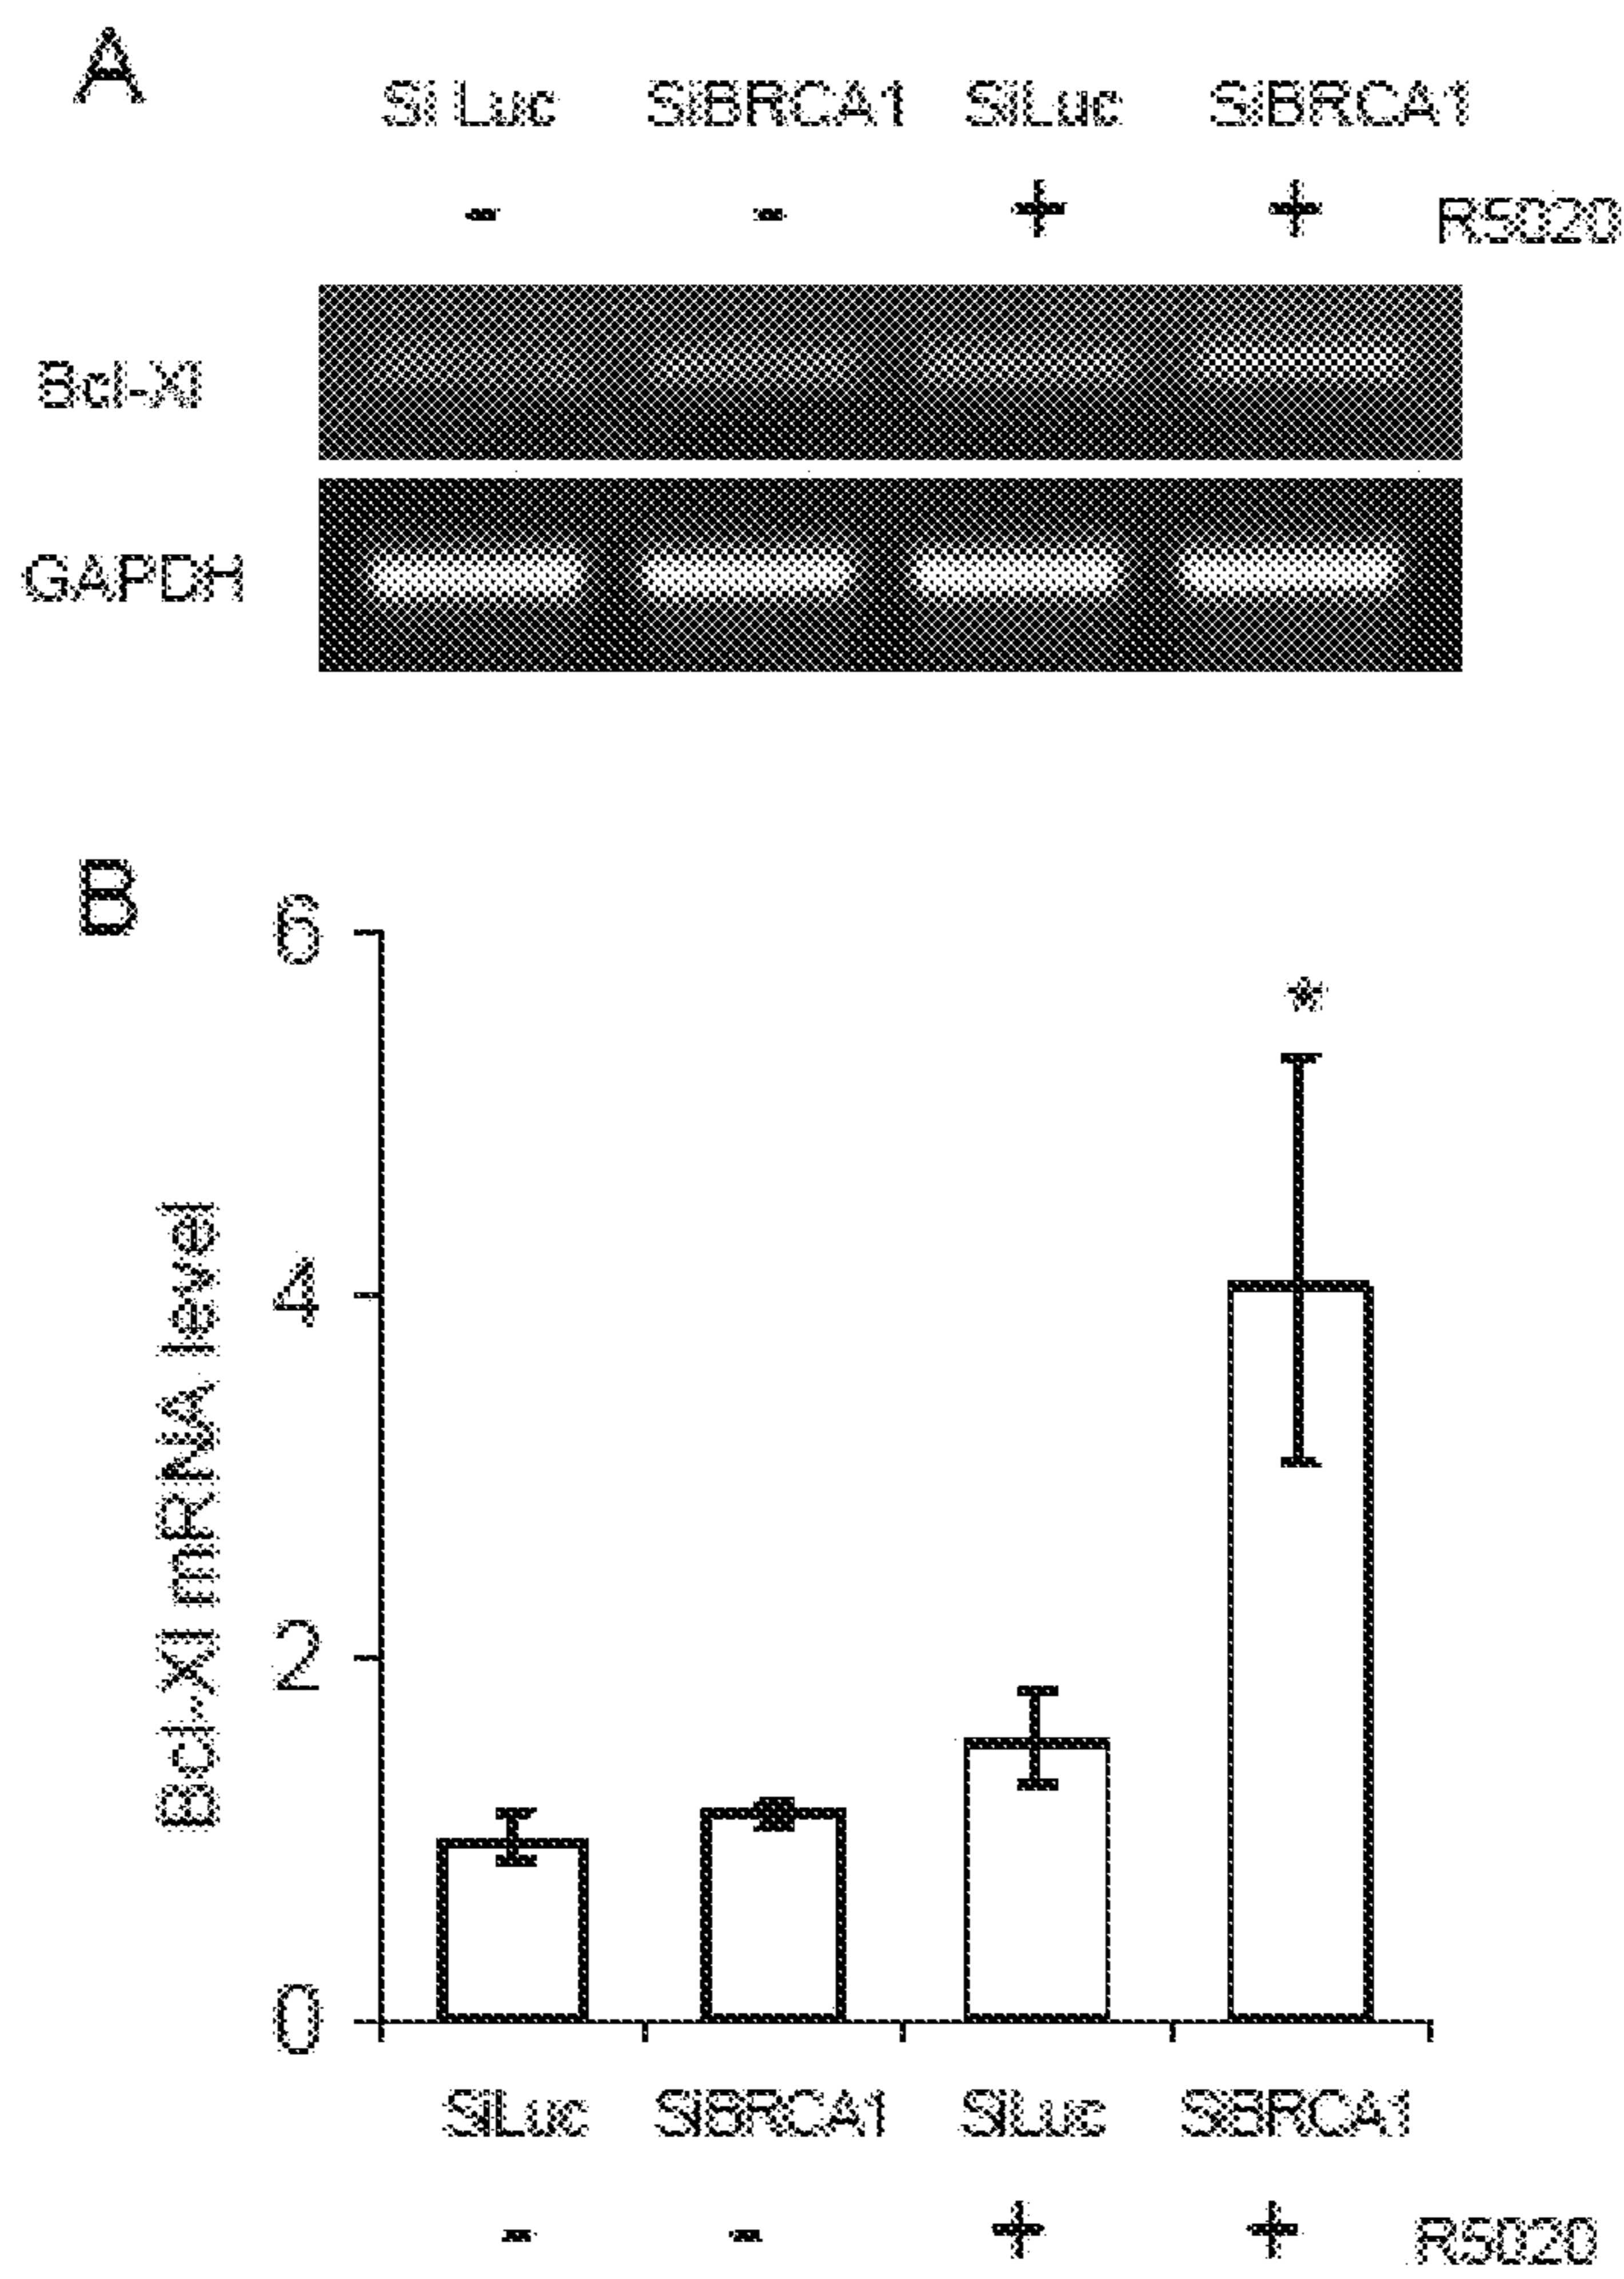 A
Si Luc SiBRCA1 SiLuc SiBRCA1
- - + + R5020
Bcl-Xl
GAPDH
B
6
4
2
0
Bcl-Xl mRNA level
*
SiLuc SiBRCA1 SiLuc SiBRCA1
- - + + R5020